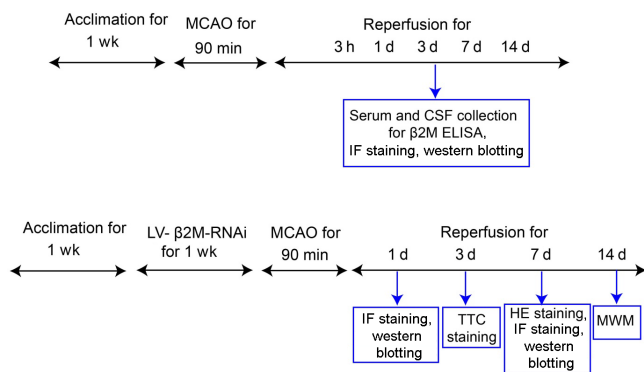 Acclimation for
1 wk
MCAO for
90 min
Reperfusion for
3 h 1 d 3 d 7 d 14 d
Serum and CSF collection
for β2M ELISA,
IF staining, western blotting
Acclimation for
1 wk
LV- β2M-RNAi
for 1 wk
MCAO for
90 min
Reperfusion for
1 d 3 d 7 d 14 d
IF staining,
western
blotting
TTC
staining
HE staining,
IF staining,
western
blotting
MWM